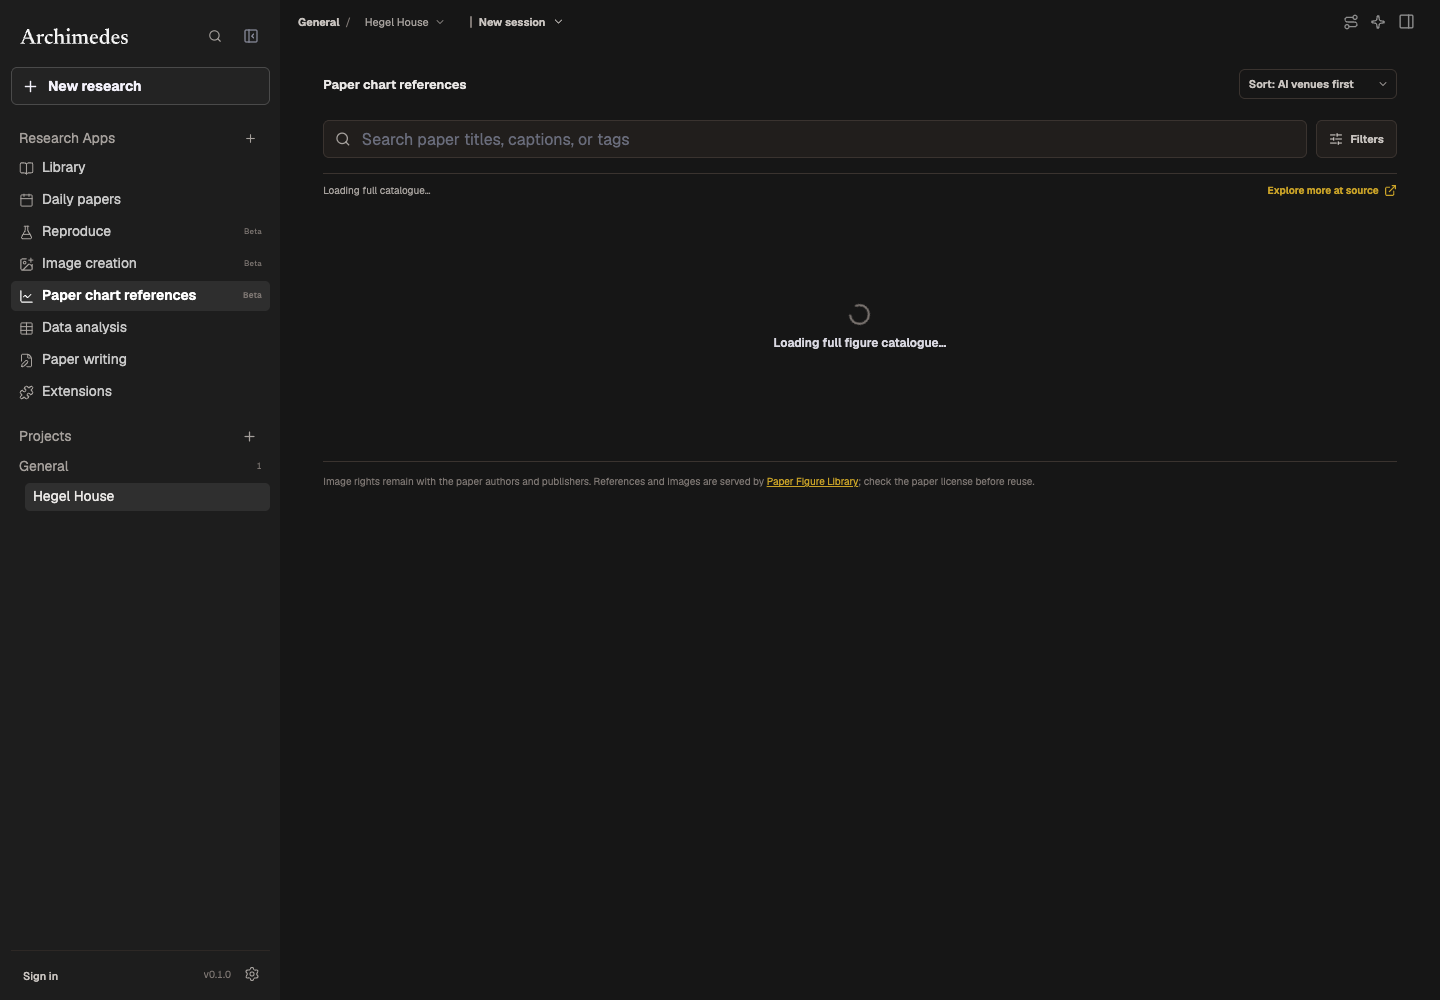 Archimedes
New research
Research Apps
Library
Daily papers
Reproduce Beta
Image creation Beta
Paper chart references Beta
Data analysis
Paper writing
Extensions
Projects
General 1
Hegel House
Sign in v0.1.0
General / Hegel House | New session
Paper chart references
Sort: AI venues first
Search paper titles, captions, or tags
Filters
Loading full catalogue…
Explore more at source
Loading full figure catalogue…
Image rights remain with the paper authors and publishers. References and images are served by Paper Figure Library; check the paper license before reuse.